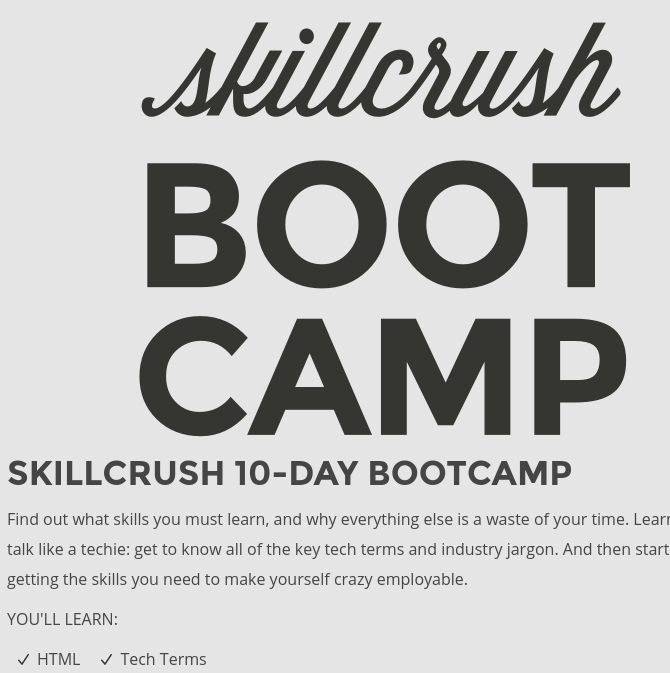 skillcrush
BOOT
CAMP
SKILLCRUSH 10-DAY BOOTCAMP
Find out what skills you must learn, and why everything else is a waste of your time. Learn
talk like a techie: get to know all of the key tech terms and industry jargon. And then start
getting the skills you need to make yourself crazy employable.
YOU'LL LEARN:
✓ HTML ✓ Tech Terms